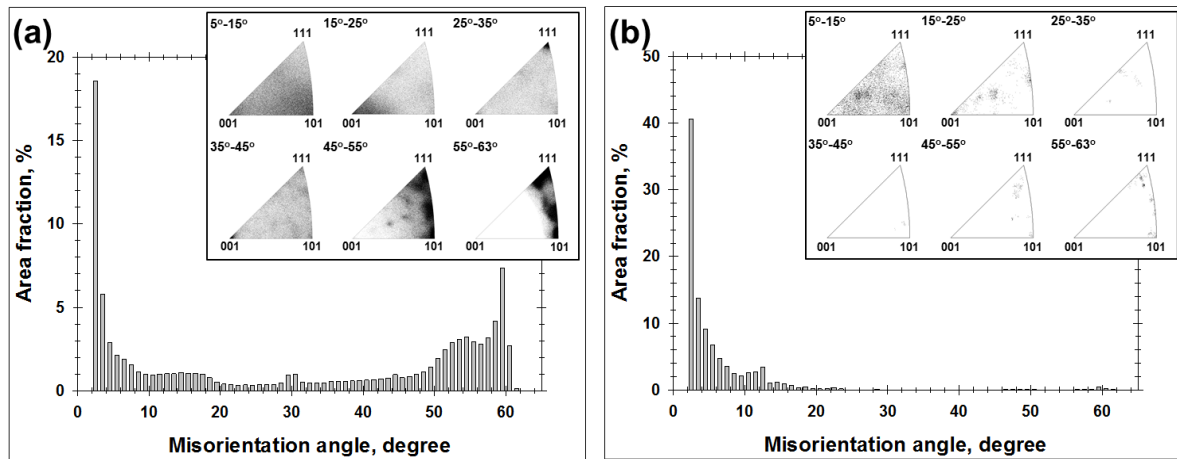 (a)
5°-15° 15°-25° 25°-35°
111 111 111
001 101 001 101 001 101
35°-45° 45°-55° 55°-63°
111 111 111
001 101 001 101 001 101
20
15
10
5
0
Area fraction, %
0 10 20 30 40 50 60
Misorientation angle, degree
(b)
5°-15° 15°-25° 25°-35°
111 111 111
001 101 001 101 001 101
35°-45° 45°-55° 55°-63°
111 111 111
001 101 001 101 001 101
50
40
30
20
10
0
Area fraction, %
0 10 20 30 40 50 60
Misorientation angle, degree